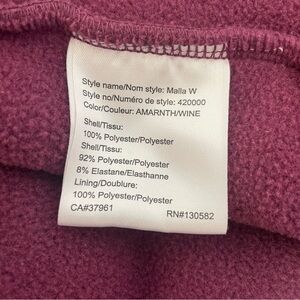 Style name/Nom style: Malla W
Style no/Numéro de style: 420000
Color/Couleur: AMARNTH/WINE
Shell/Tissu:
100% Polyester/Polyester
Shell/Tissu:
92% Polyester/Polyester
8% Elastane/Elasthanne
Lining/Doublure:
100% Polyester/Polyester
CA#37961 RN#130582